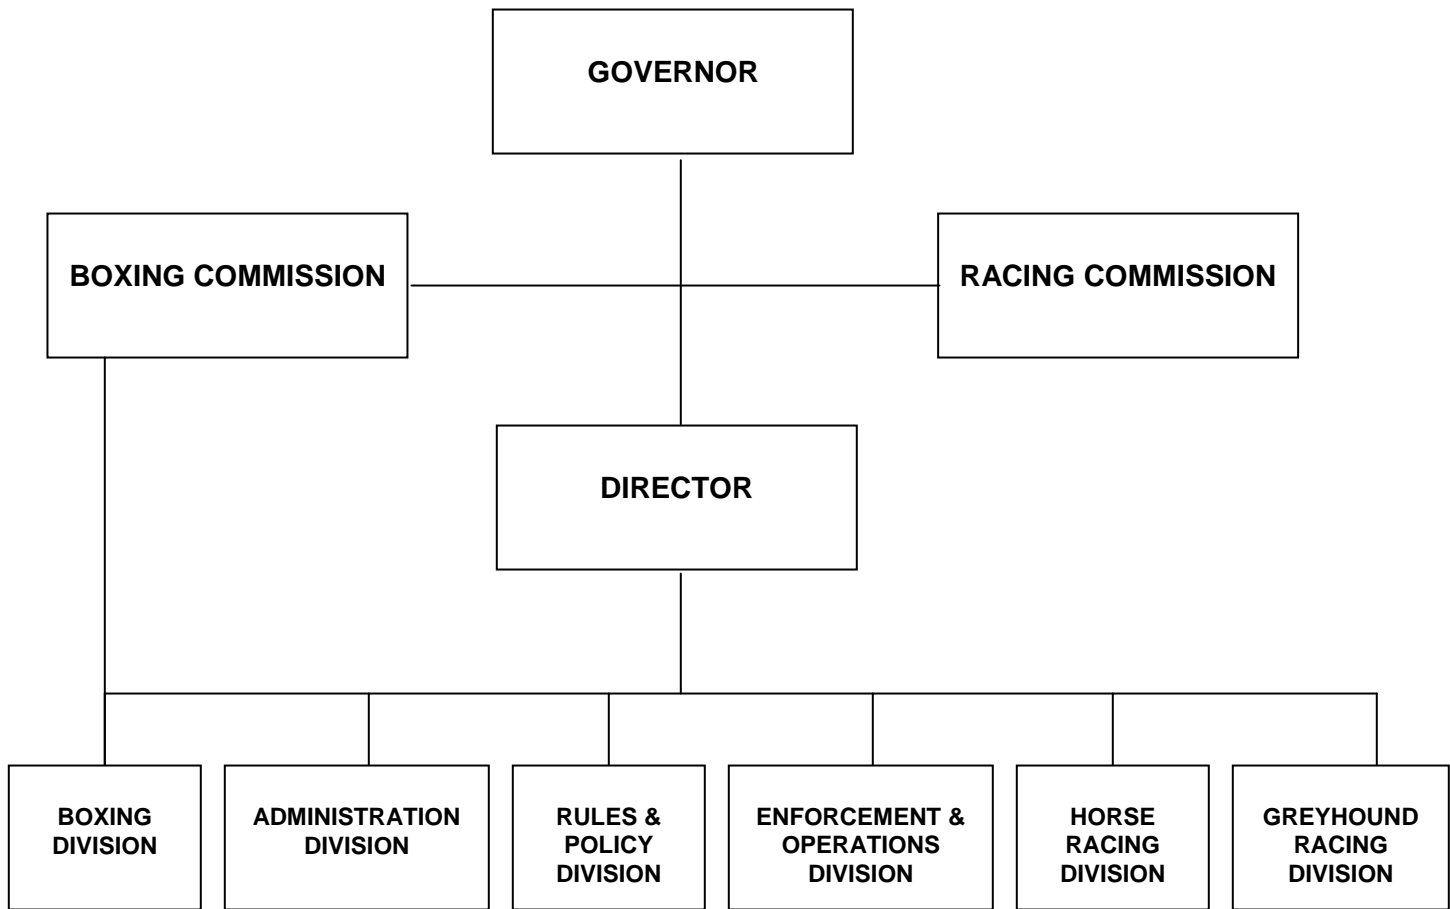 GOVERNOR
BOXING COMMISSION
RACING COMMISSION
DIRECTOR
BOXING
DIVISION
ADMINISTRATION
DIVISION
RULES &
POLICY
DIVISION
ENFORCEMENT &
OPERATIONS
DIVISION
HORSE
RACING
DIVISION
GREYHOUND
RACING
DIVISION